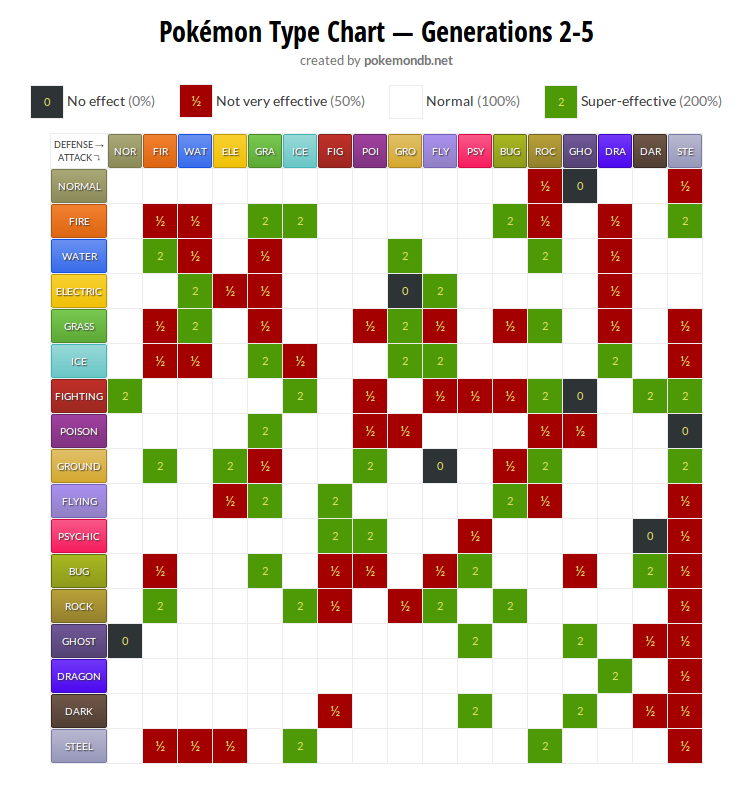 Pokémon Type Chart — Generations 2-5
created by pokemondb.net
0 No effect (0%) ½ Not very effective (50%) Normal (100%) 2 Super-effective (200%)
DEFENSE→ NOR FIR WAT ELE GRA ICE FIG POI GRO FLY PSY BUG ROC GHO DRA DAR STE
ATTACK↴
NORMAL ½ 0 ½
FIRE ½ ½ 2 2 2 ½ ½ 2
WATER 2 ½ ½ 2 2 ½
ELECTRIC 2 ½ ½ 0 2 ½
GRASS ½ 2 ½ ½ 2 ½ ½ 2 ½ ½
ICE ½ ½ 2 ½ 2 2 2 ½
FIGHTING 2 2 ½ ½ ½ ½ 2 0 2 2
POISON 2 ½ ½ ½ ½ 0
GROUND 2 2 ½ 2 0 ½ 2 2
FLYING ½ 2 2 2 ½ ½
PSYCHIC 2 2 ½ 0 ½
BUG ½ 2 ½ ½ ½ 2 ½ 2 ½
ROCK 2 2 ½ ½ 2 2 ½
GHOST 0 2 2 ½ ½
DRAGON 2 ½
DARK ½ 2 2 ½ ½
STEEL ½ ½ ½ 2 2 ½